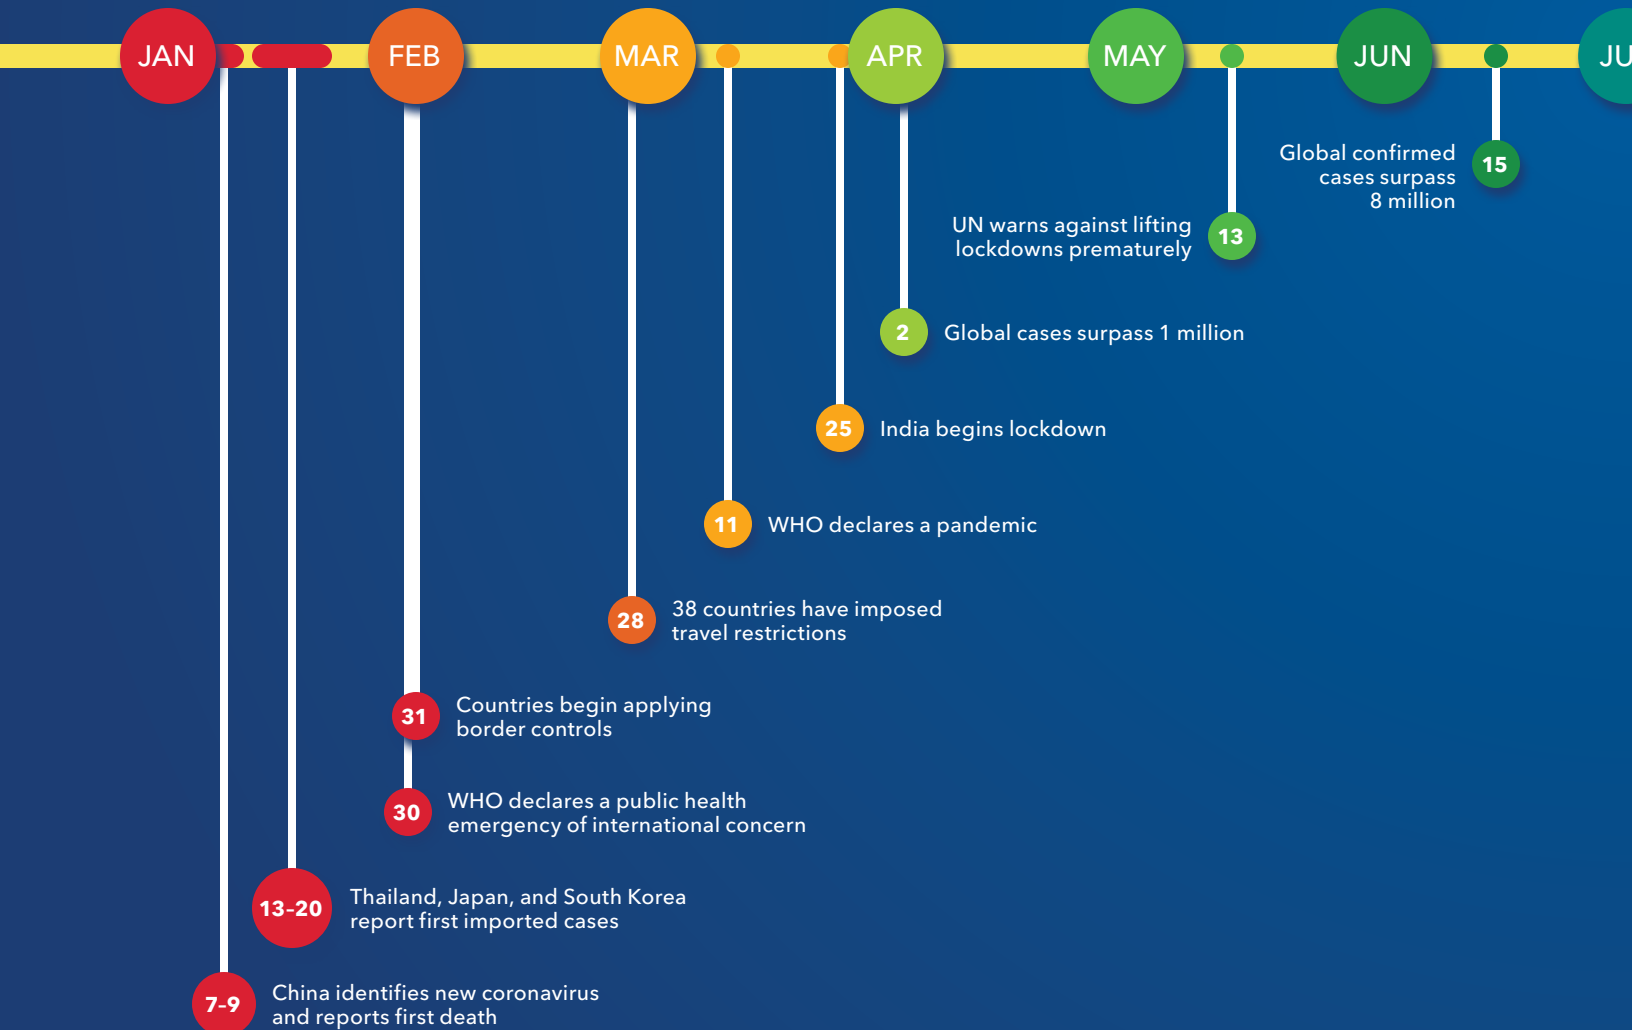 JAN
FEB
MAR
APR
MAY
JUN
JU
Global confirmed
cases surpass
8 million
15
UN warns against lifting
lockdowns prematurely
13
2
Global cases surpass 1 million
25
India begins lockdown
11
WHO declares a pandemic
28
38 countries have imposed
travel restrictions
31
Countries begin applying
border controls
30
WHO declares a public health
emergency of international concern
13–20
Thailand, Japan, and South Korea
report first imported cases
7–9
China identifies new coronavirus
and reports first death